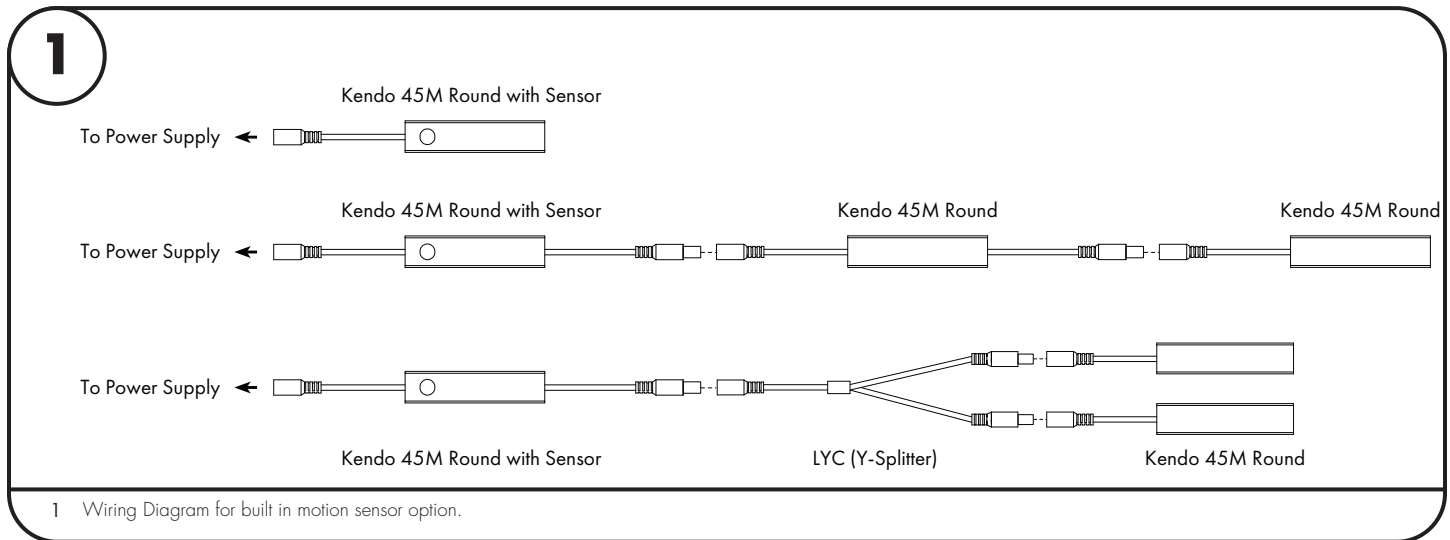 1
Kendo 45M Round with Sensor
To Power Supply
Kendo 45M Round with Sensor
Kendo 45M Round
Kendo 45M Round
To Power Supply
To Power Supply
Kendo 45M Round with Sensor
LYC (Y-Splitter)
Kendo 45M Round
1 Wiring Diagram for built in motion sensor option.